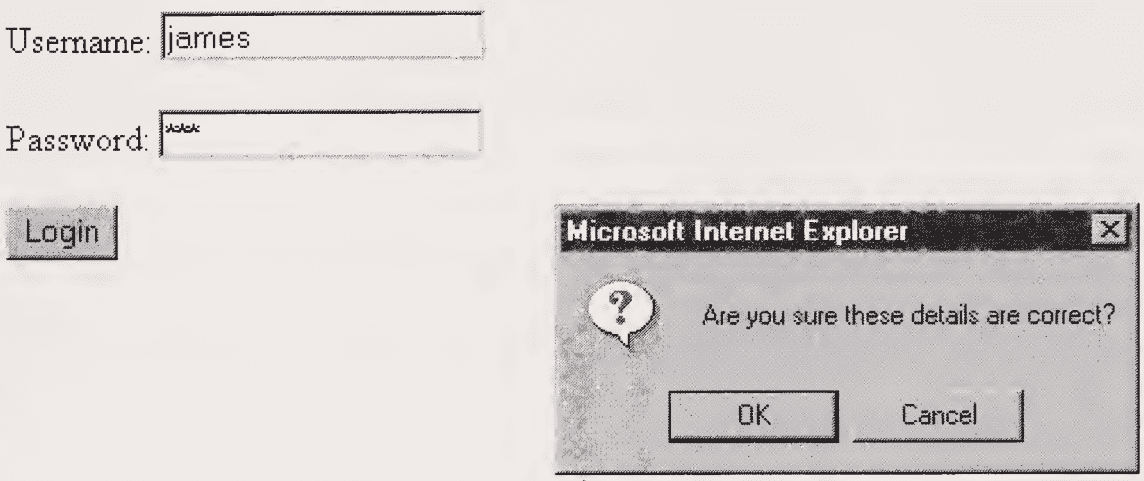 Username: james
Password: ***
Login
Microsoft Internet Explorer
?
Are you sure these details are correct?
OK Cancel